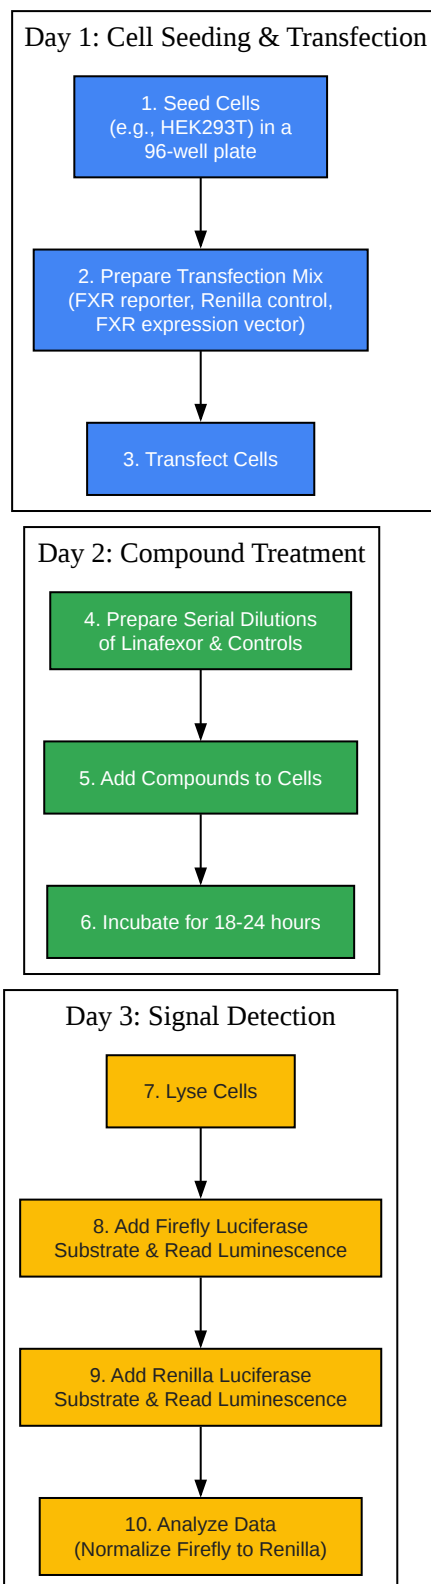 Day 1: Cell Seeding & Transfection
1. Seed Cells
(e.g., HEK293T) in a
96-well plate
2. Prepare Transfection Mix
(FXR reporter, Renilla control,
FXR expression vector)
3. Transfect Cells
Day 2: Compound Treatment
4. Prepare Serial Dilutions
of Linafexor & Controls
5. Add Compounds to Cells
6. Incubate for 18-24 hours
Day 3: Signal Detection
7. Lyse Cells
8. Add Firefly Luciferase
Substrate & Read Luminescence
9. Add Renilla Luciferase
Substrate & Read Luminescence
10. Analyze Data
(Normalize Firefly to Renilla)